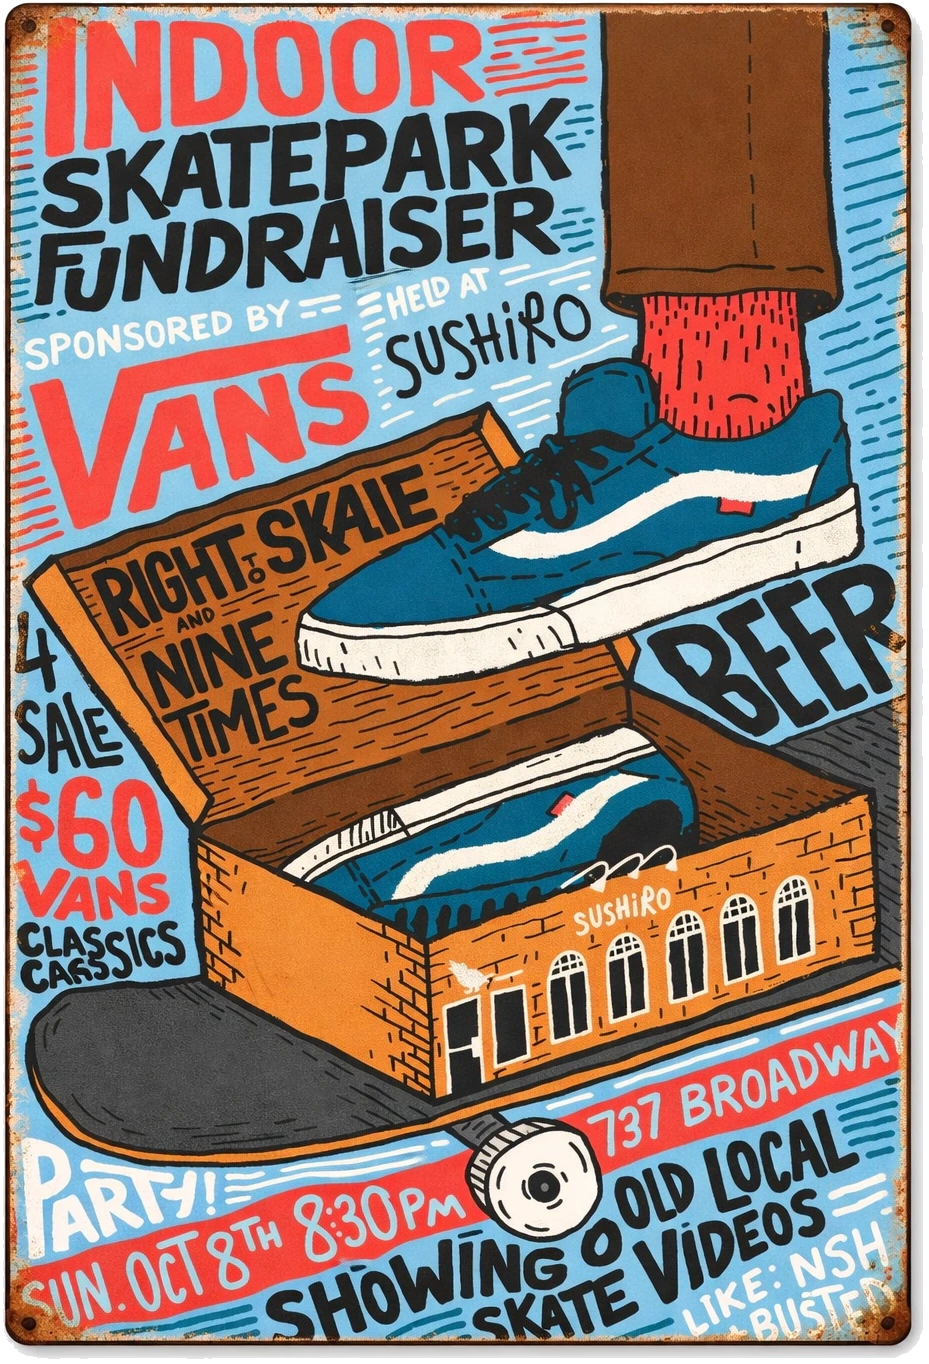 INDOOR
SKATEPARK
FUNDRAISER
SPONSORED BY
VANS
HELD AT
SUSHiRO
RIGHT TO SKATE
AND
NINE
TIMES
BEER
4
SALE
$60
VANS
CLASSICS
SUSHiRO
737 BROADWAY
PARTY!
SUN. OCT 8TH 8:30PM
SHOWING OLD LOCAL
SKATE ViDEOS
LIKE: NSH
+ BUSTED